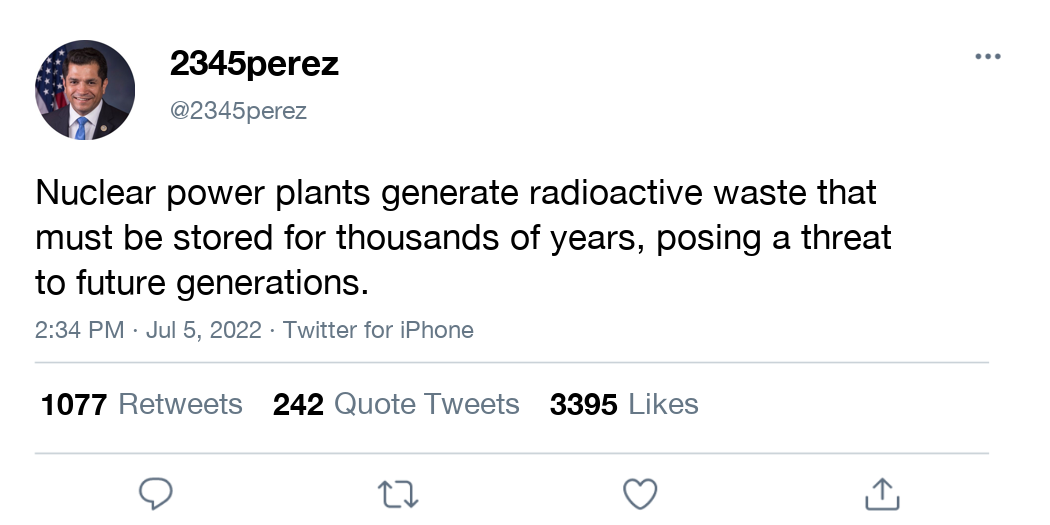 2345perez
@2345perez
Nuclear power plants generate radioactive waste that
must be stored for thousands of years, posing a threat
to future generations.
2:34 PM · Jul 5, 2022 · Twitter for iPhone
1077 Retweets 242 Quote Tweets 3395 Likes